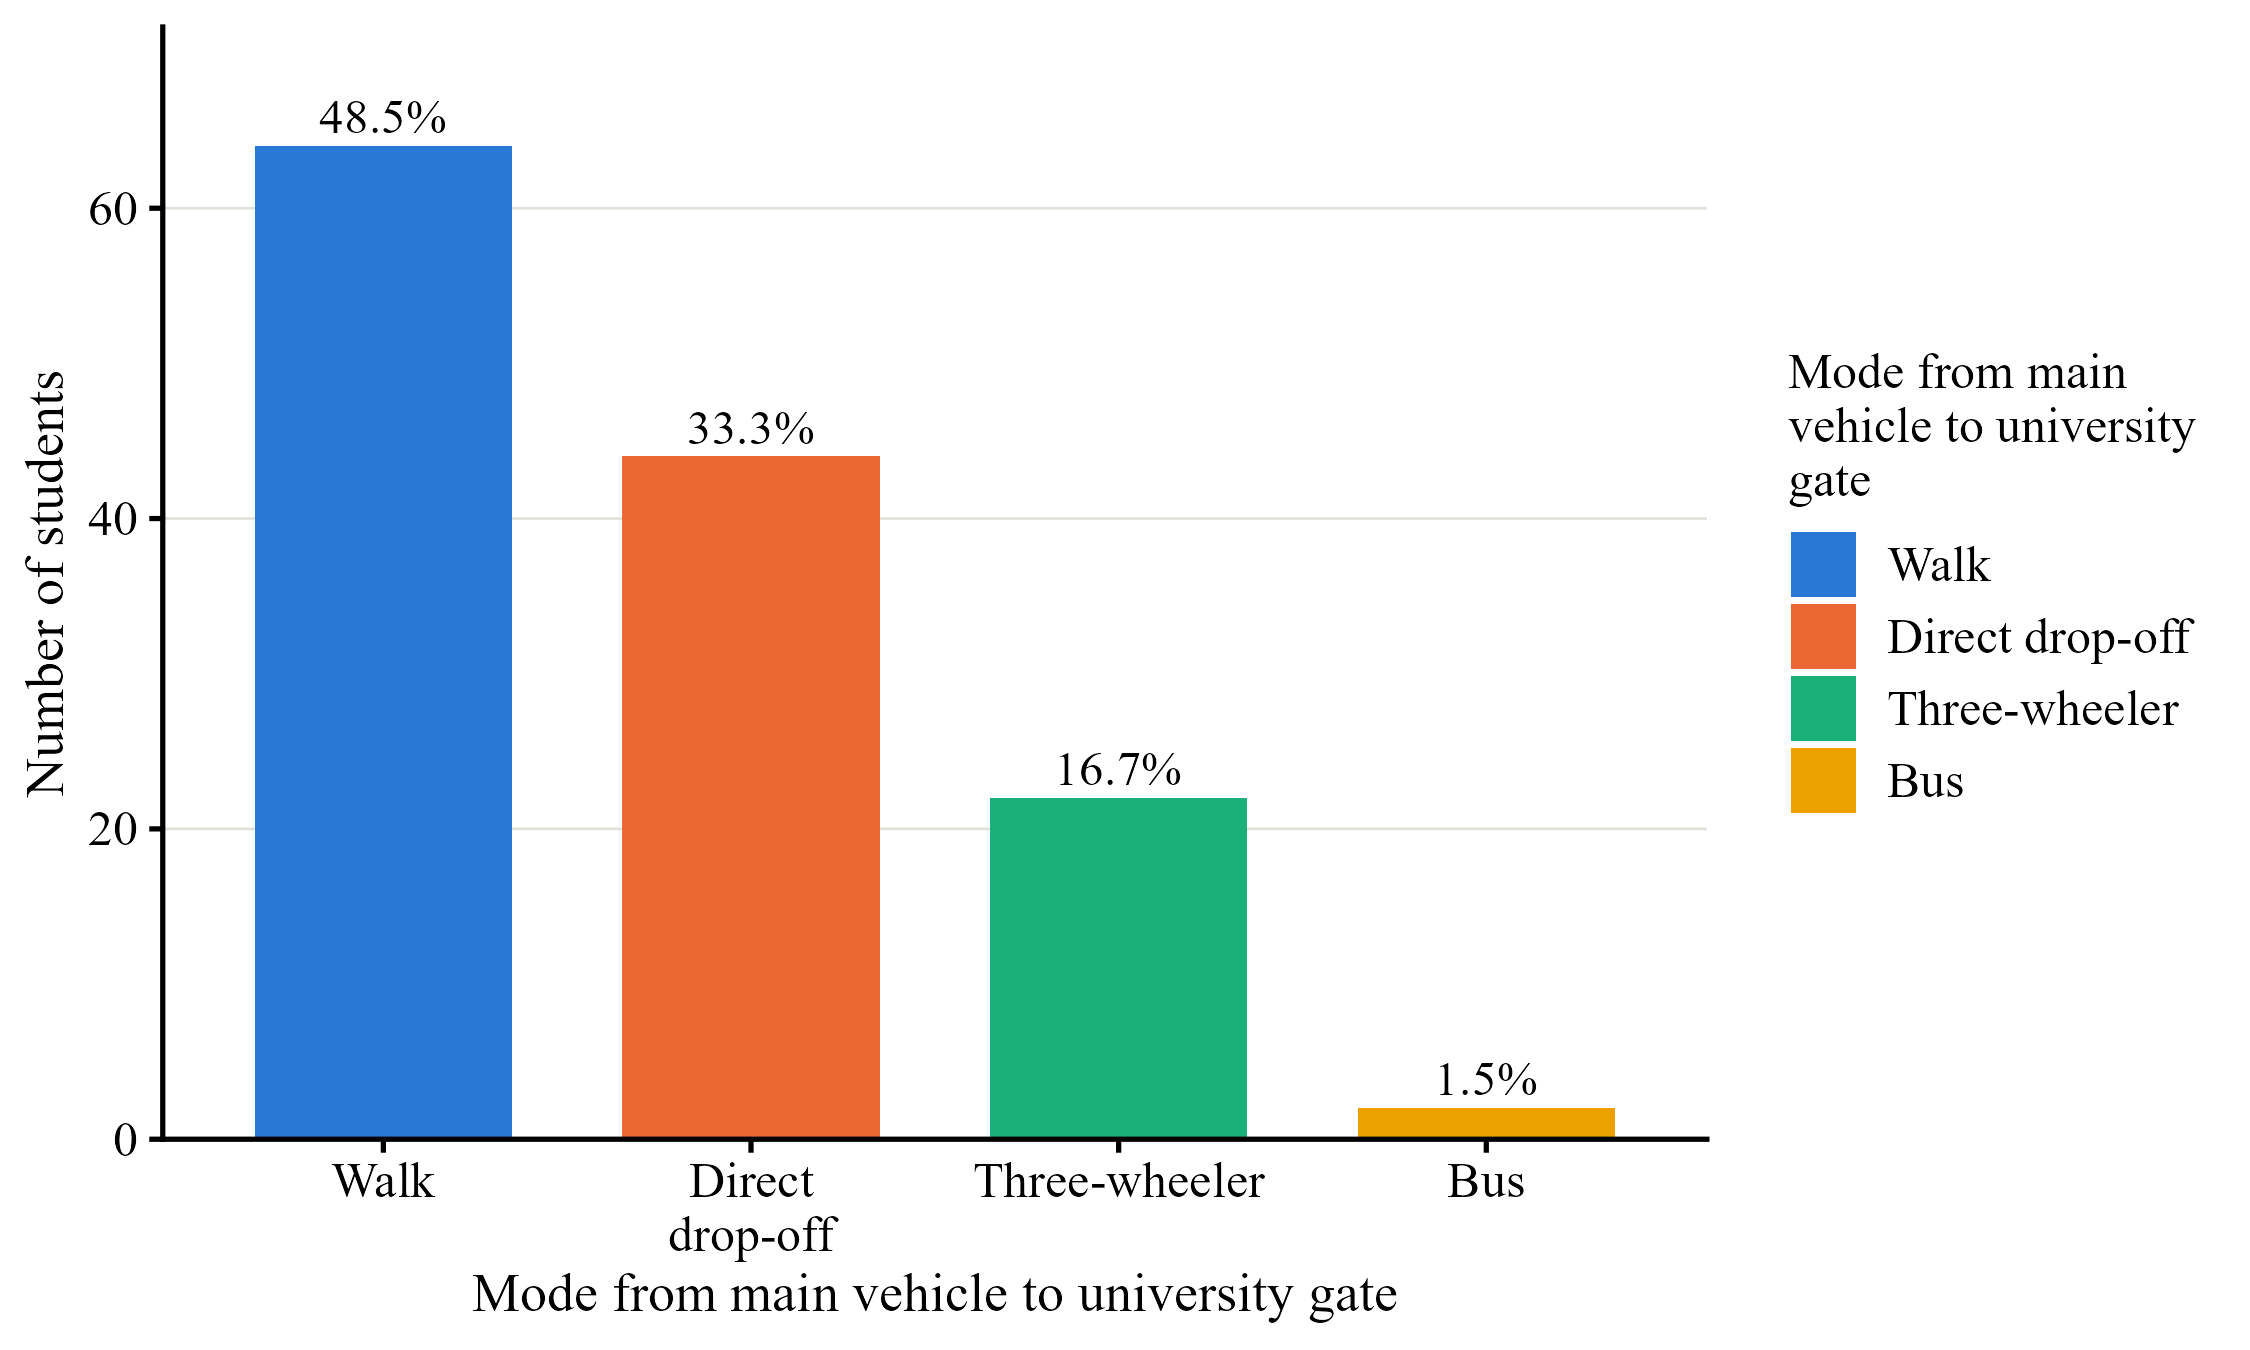 48.5%
60
33.3%
40
16.7%
20
1.5%
0
Number of students
Walk
Direct
drop-off
Three-wheeler
Bus
Mode from main vehicle to university gate
Mode from main
vehicle to university
gate
Walk
Direct drop-off
Three-wheeler
Bus